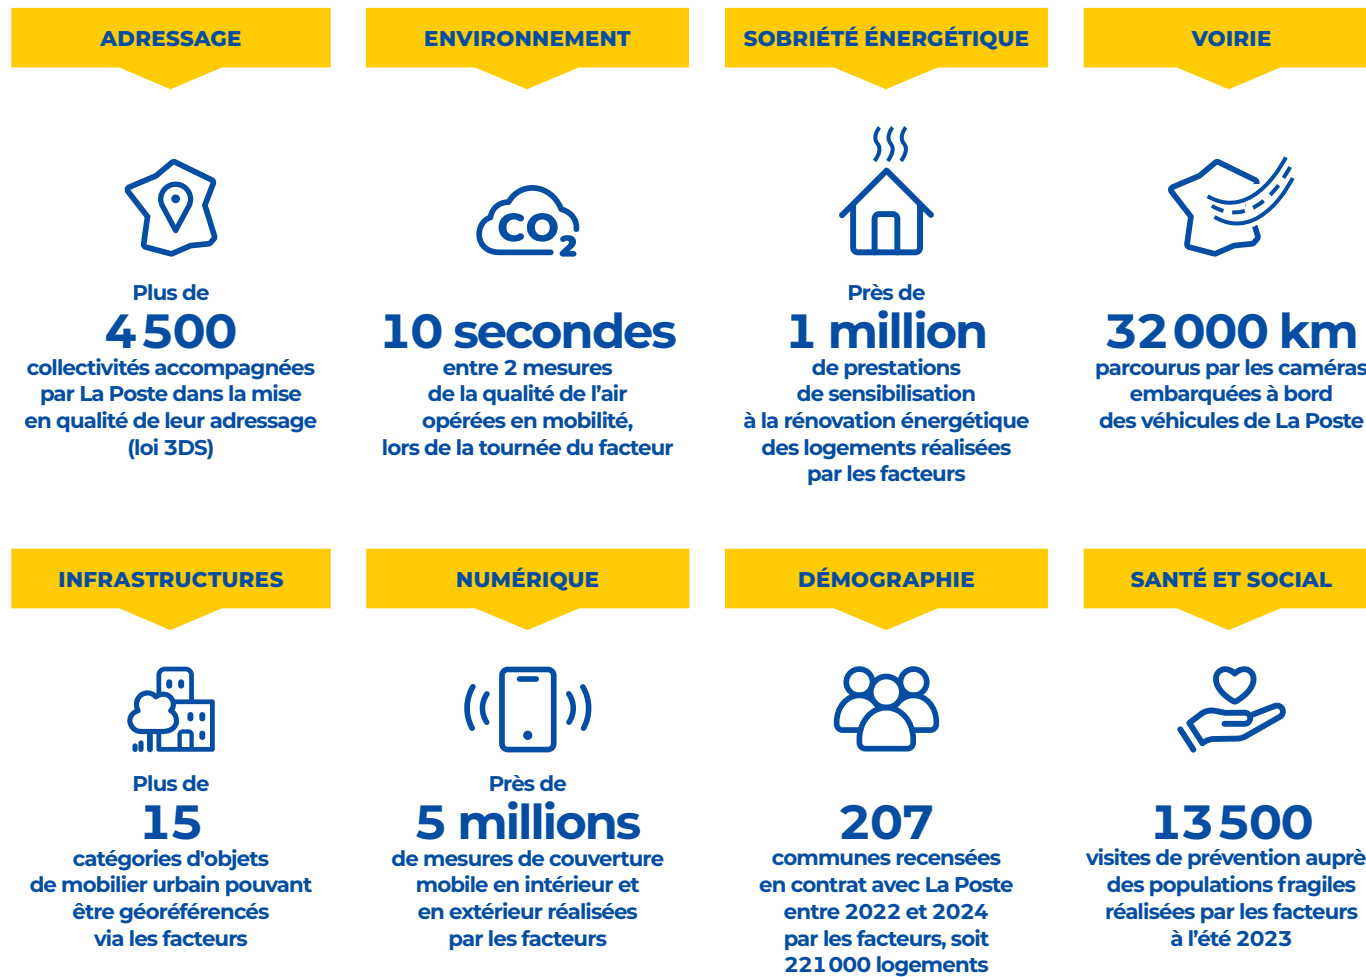 ADRESSAGE
Plus de
4 500
collectivités accompagnées
par La Poste dans la mise
en qualité de leur adressage
(loi 3DS)
ENVIRONNEMENT
CO2
10 secondes
entre 2 mesures
de la qualité de l’air
opérées en mobilité,
lors de la tournée du facteur
SOBRIÉTÉ ÉNERGÉTIQUE
Près de
1 million
de prestations
de sensibilisation
à la rénovation énergétique
des logements réalisées
par les facteurs
VOIRIE
32 000 km
parcourus par les caméras
embarquées à bord
des véhicules de La Poste
INFRASTRUCTURES
Plus de
15
catégories d'objets
de mobilier urbain pouvant
être géoréférencés
via les facteurs
NUMÉRIQUE
Près de
5 millions
de mesures de couverture
mobile en intérieur et
en extérieur réalisées
par les facteurs
DÉMOGRAPHIE
207
communes recensées
en contrat avec La Poste
entre 2022 et 2024
par les facteurs, soit
221 000 logements
SANTÉ ET SOCIAL
13 500
visites de prévention auprè
des populations fragiles
réalisées par les facteurs
à l’été 2023